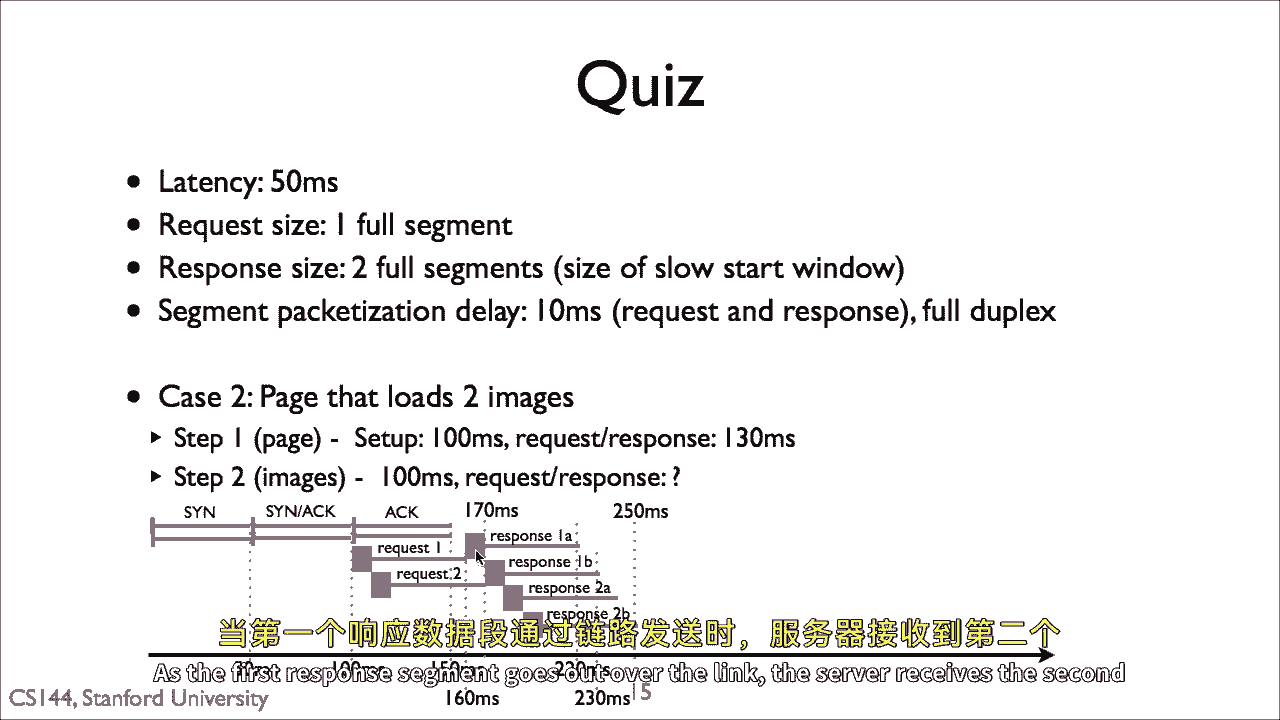 Quiz
• Latency: 50ms
• Request size: 1 full segment
• Response size: 2 full segments (size of slow start window)
• Segment packetization delay: 10ms (request and response), full duplex
• Case 2: Page that loads 2 images
‣ Step 1 (page) - Setup: 100ms, request/response: 130ms
‣ Step 2 (images) - 100ms, request/response: ?
SYN SYN/ACK ACK 170ms 250ms
response 1a
request 1
response 1b
request 2
response 2a
response 2b
当第一个响应数据段通过链路发送时，服务器接收到第二个
100ms 150ms
As the first response segment goes out over the link, the server receives the second
CS144, Stanford University 160ms 230ms 15